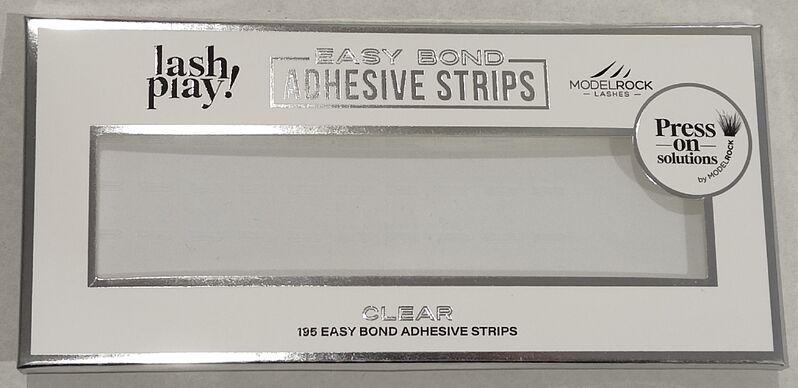 lash
play!
EASY BOND
ADHESIVE STRIPS
MODELROCK
— LASHES —
Press
— on —
solutions
by MODELROCK
CLEAR
195 EASY BOND ADHESIVE STRIPS